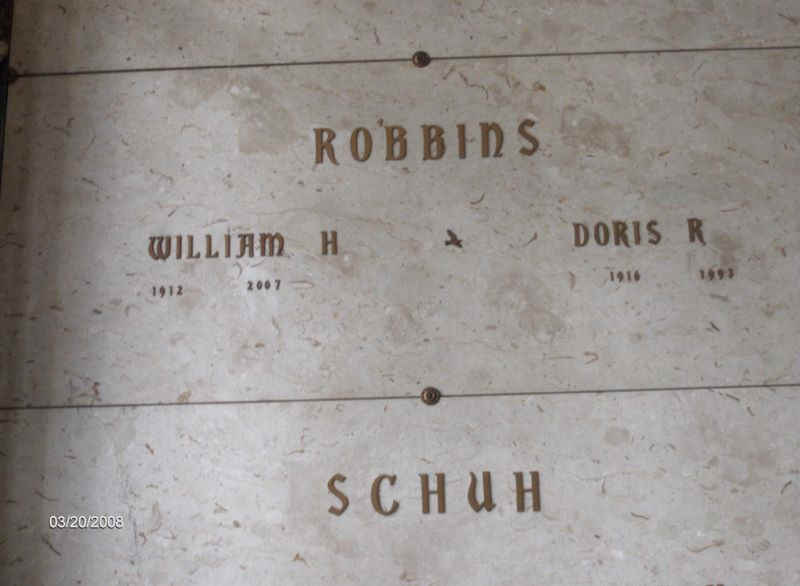 ROBBINS
WILLIAM H & DORIS R
1912 2007 1916 1993
SCHUH
03/20/2008